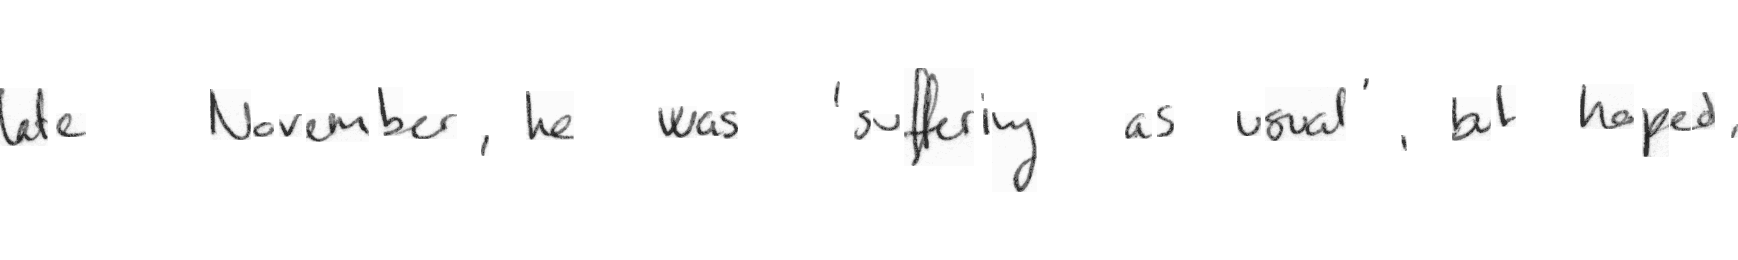 late November, he was 'suffering as usual', but hoped,